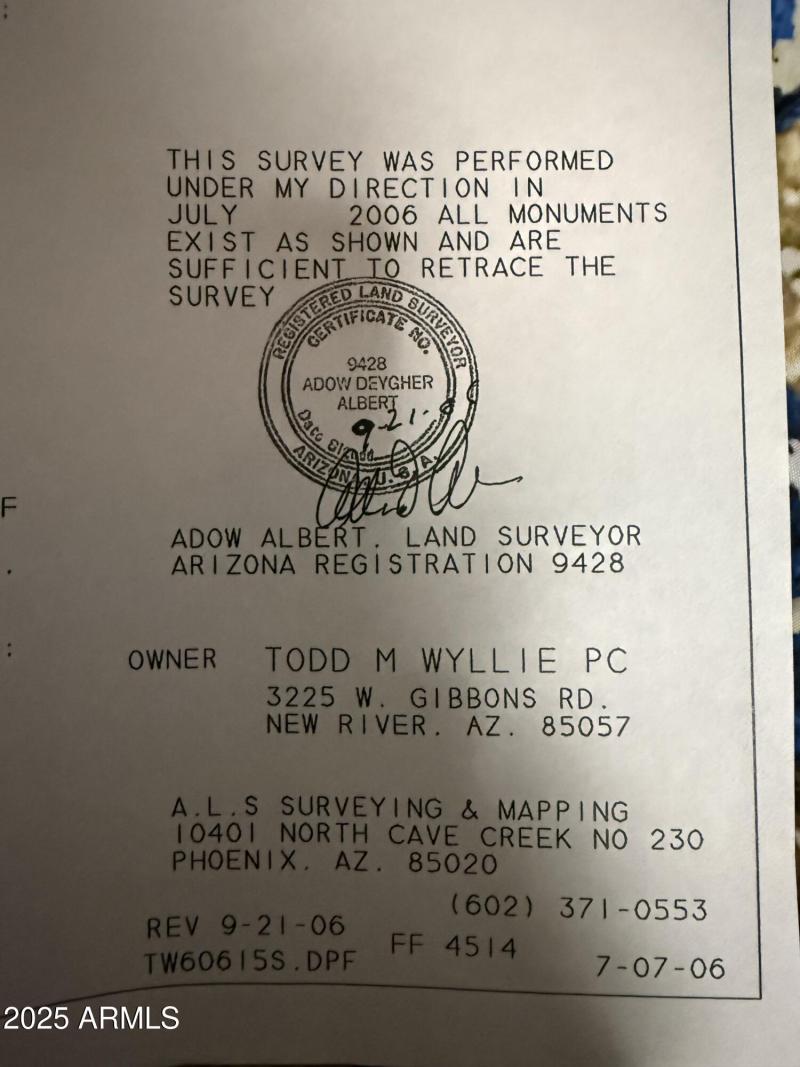 THIS SURVEY WAS PERFORMED
UNDER MY DIRECTION IN
JULY 2006 ALL MONUMENTS
EXIST AS SHOWN AND ARE
SUFFICIENT TO RETRACE THE
SURVEY
REGISTERED LAND SURVEYOR
CERTIFICATE NO.
9428
ADOW DEYGHER
ALBERT
9-21-
ARIZONA U.S.A.
F
ADOW ALBERT. LAND SURVEYOR
ARIZONA REGISTRATION 9428
OWNER TODD M WYLLIE PC
3225 W. GIBBONS RD.
NEW RIVER. AZ. 85057
A.L.S SURVEYING & MAPPING
10401 NORTH CAVE CREEK NO 230
PHOENIX. AZ. 85020
(602) 371-0553
REV 9-21-06
FF 4514
TW60615S.DPF
7-07-06
2025 ARMLS